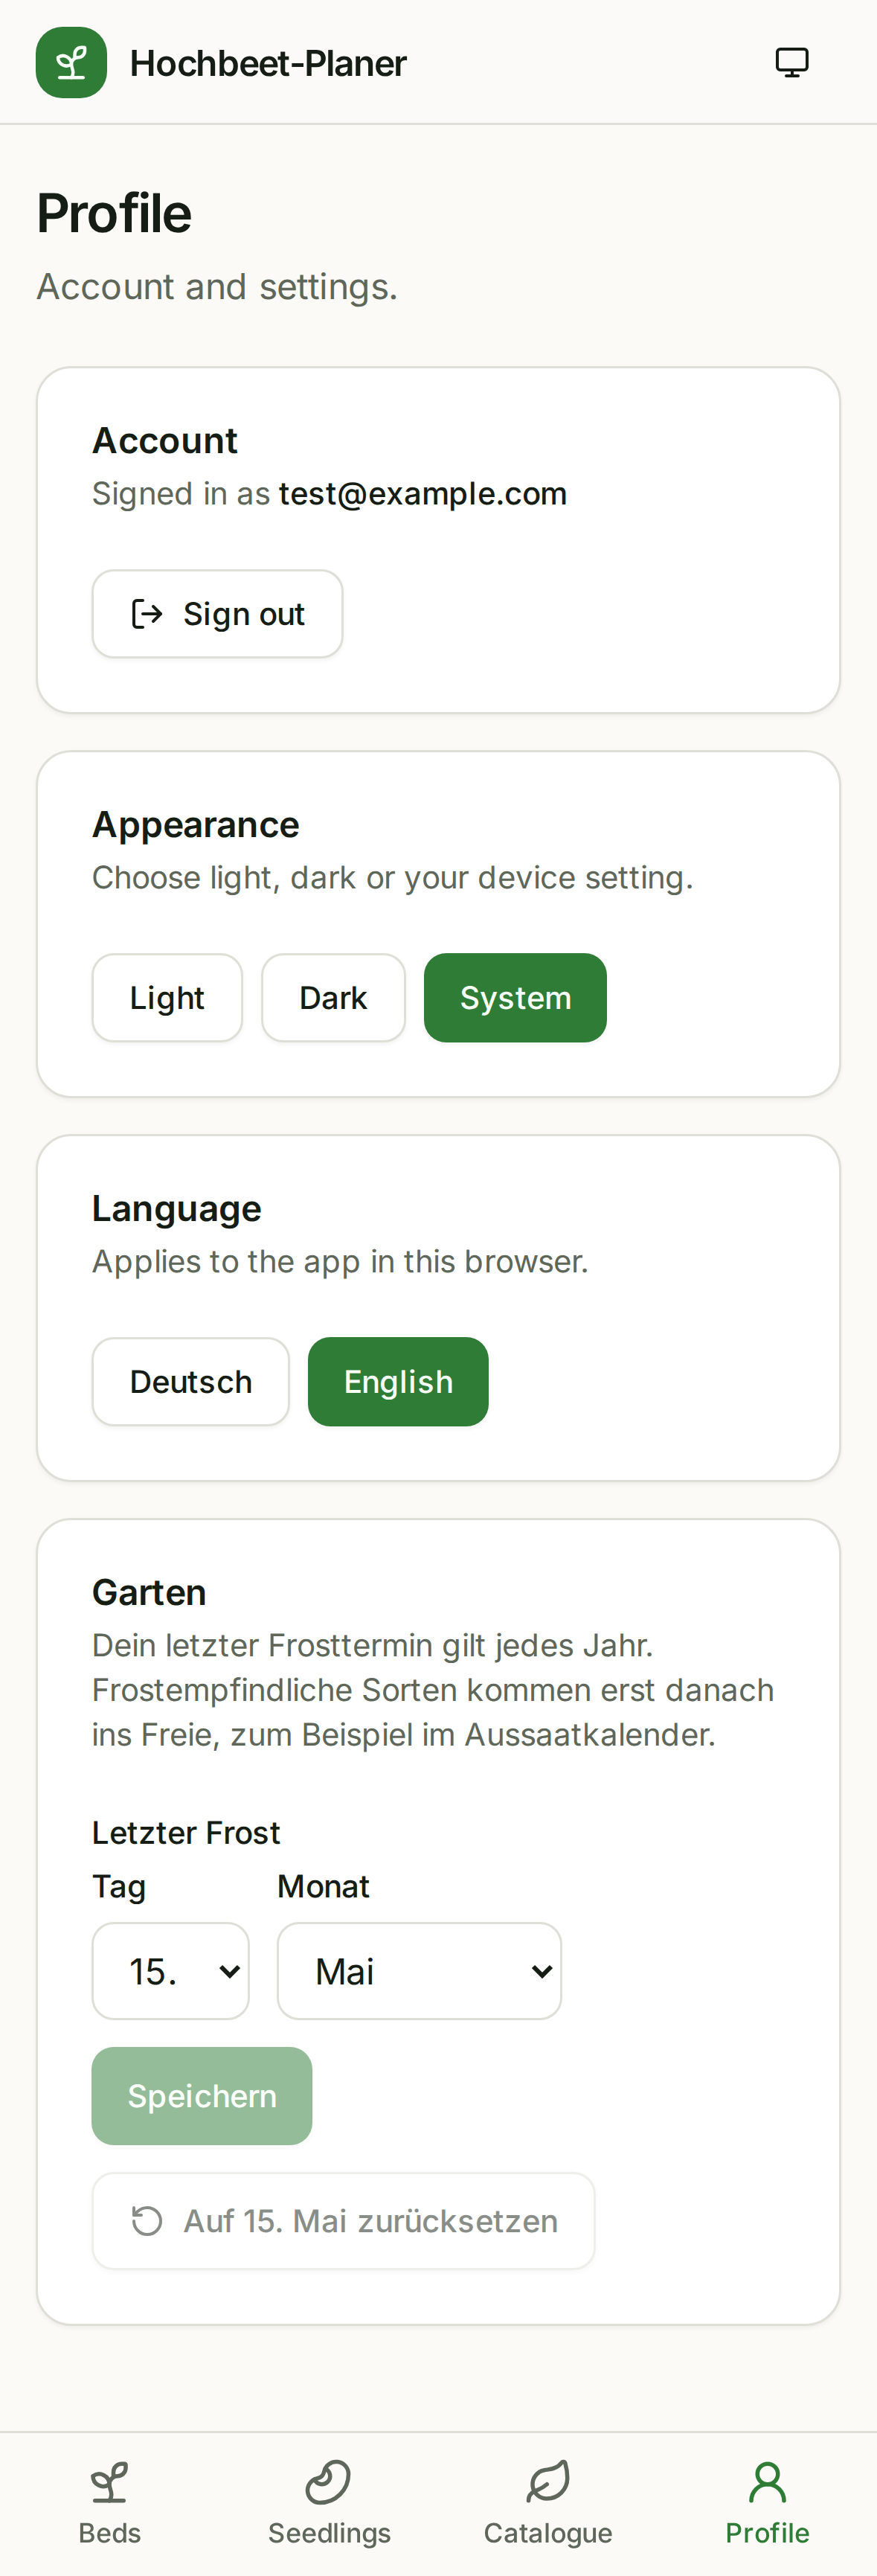 Hochbeet-Planer
Profile
Account and settings.
Account
Signed in as test@example.com
Sign out
Appearance
Choose light, dark or your device setting.
Light
Dark
System
Language
Applies to the app in this browser.
Deutsch
English
Garten
Dein letzter Frosttermin gilt jedes Jahr.
Frostempfindliche Sorten kommen erst danach
ins Freie, zum Beispiel im Aussaatkalender.
Letzter Frost
Tag
Monat
15.
Mai
Speichern
Auf 15. Mai zurücksetzen
Beds
Seedlings
Catalogue
Profile